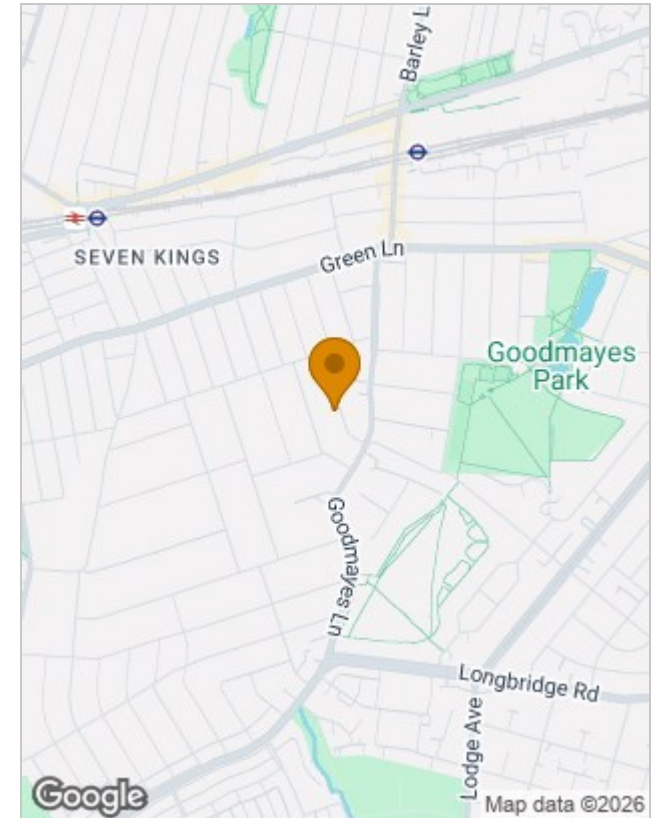 Barley L
SEVEN KINGS
Green Ln
Goodmayes
Park
Goodmayes Ln
Longbridge Rd
Lodge Ave
Google
Map data ©2026